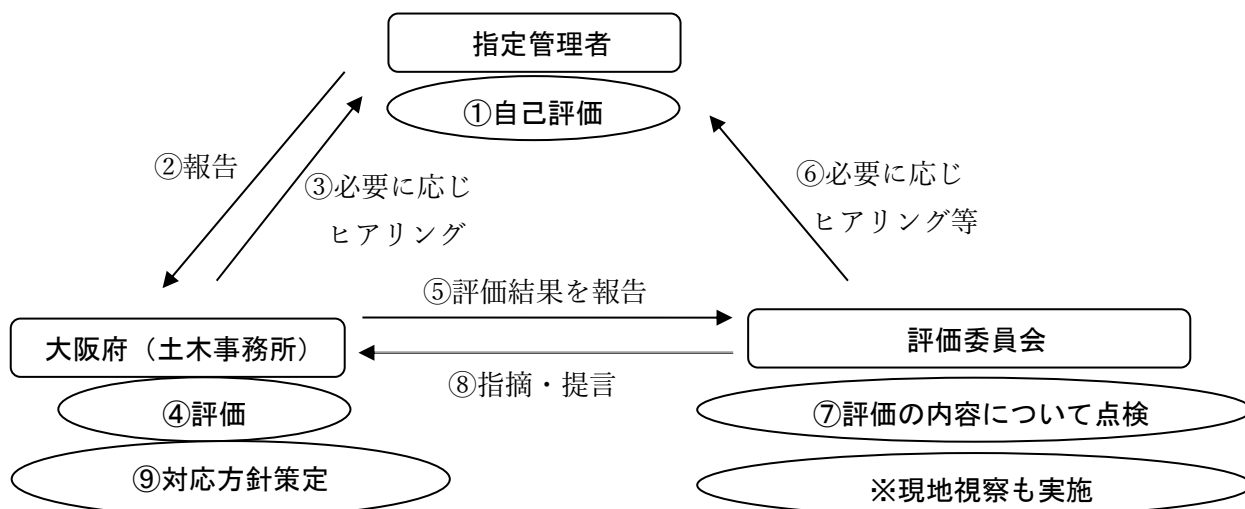 指定管理者
①自己評価
②報告
③必要に応じ
ヒアリング
⑥必要に応じ
ヒアリング等
⑤評価結果を報告
大阪府（土木事務所）
評価委員会
⑧指摘・提言
④評価
⑦評価の内容について点検
⑨対応方針策定
※現地視察も実施